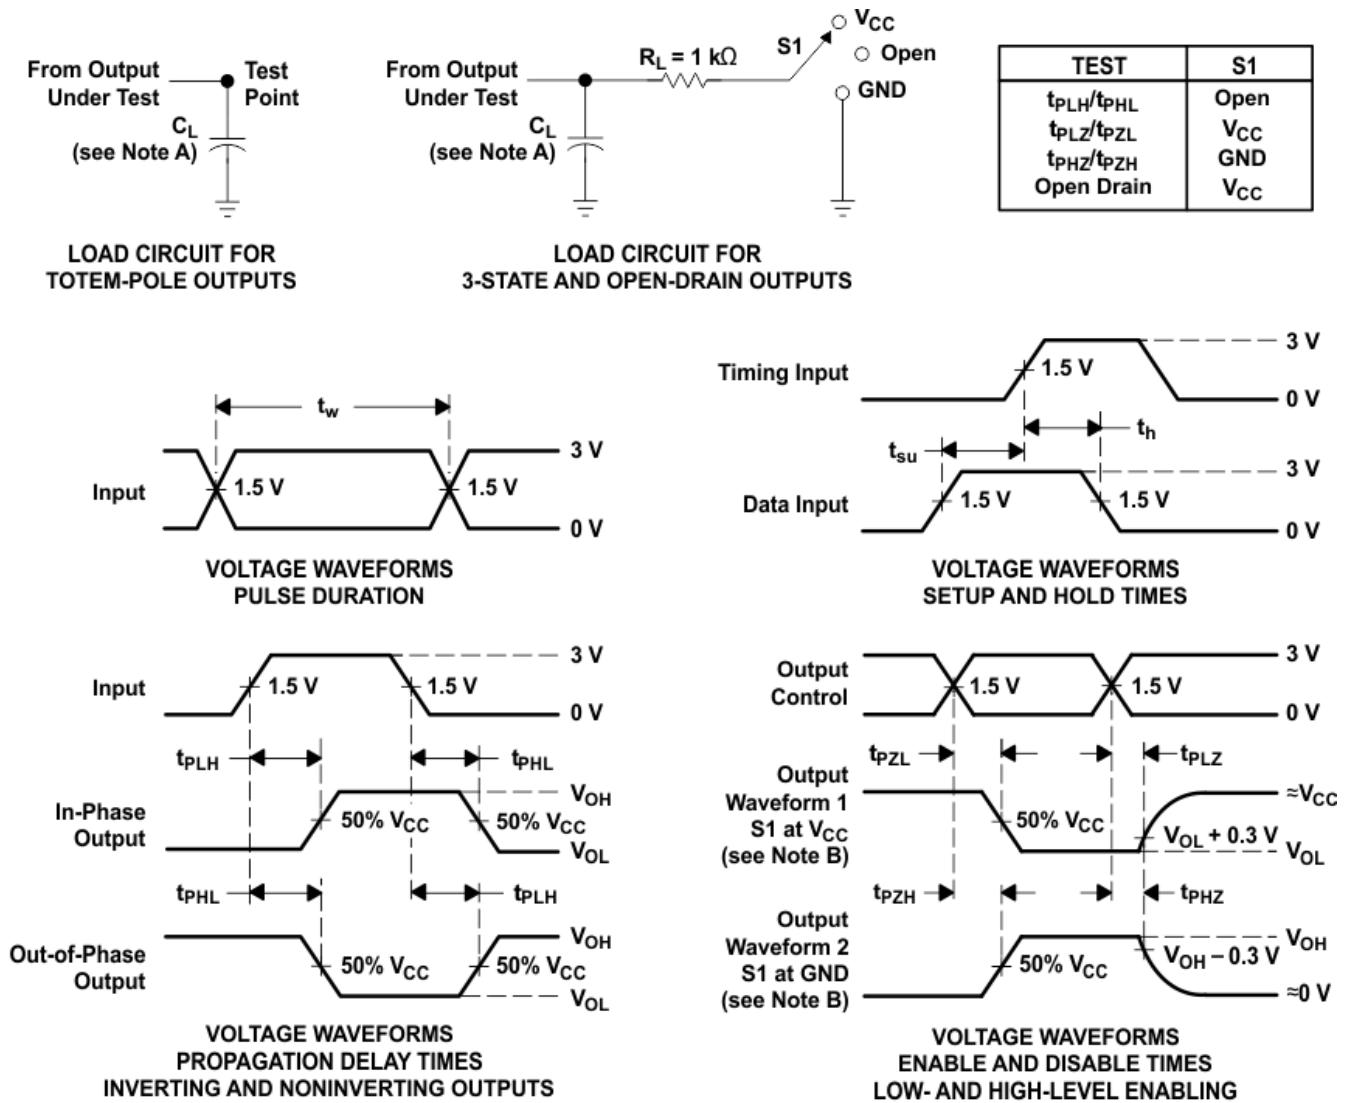 From Output
Under Test
Test
Point
CL
(see Note A)
LOAD CIRCUIT FOR
TOTEM-POLE OUTPUTS
From Output
Under Test
CL
(see Note A)
RL = 1 kΩ
S1
VCC
Open
GND
LOAD CIRCUIT FOR
3-STATE AND OPEN-DRAIN OUTPUTS
TEST S1
tPLH/tPHL Open
tPLZ/tPZL VCC
tPHZ/tPZH GND
Open Drain VCC
tw
Input
1.5 V
1.5 V
3 V
0 V
VOLTAGE WAVEFORMS
PULSE DURATION
Timing Input
1.5 V
3 V
0 V
th
tsu
Data Input
1.5 V
1.5 V
3 V
0 V
VOLTAGE WAVEFORMS
SETUP AND HOLD TIMES
Input
1.5 V
1.5 V
3 V
0 V
tPLH
tPHL
In-Phase
Output
50% VCC
50% VCC
VOH
VOL
tPHL
tPLH
Out-of-Phase
Output
50% VCC
50% VCC
VOH
VOL
VOLTAGE WAVEFORMS
PROPAGATION DELAY TIMES
INVERTING AND NONINVERTING OUTPUTS
Output
Control
1.5 V
1.5 V
3 V
0 V
tPZL
tPLZ
Output
Waveform 1
S1 at VCC
(see Note B)
50% VCC
VOL + 0.3 V
≈VCC
VOL
tPZH
tPHZ
Output
Waveform 2
S1 at GND
(see Note B)
50% VCC
VOH − 0.3 V
VOH
≈0 V
VOLTAGE WAVEFORMS
ENABLE AND DISABLE TIMES
LOW- AND HIGH-LEVEL ENABLING